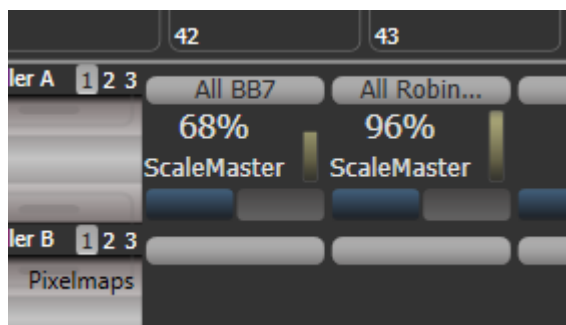 42 43
ler A 1 2 3 All BB7 All Robin...
68% 96%
ScaleMaster ScaleMaster
ler B 1 2 3
Pixelmaps